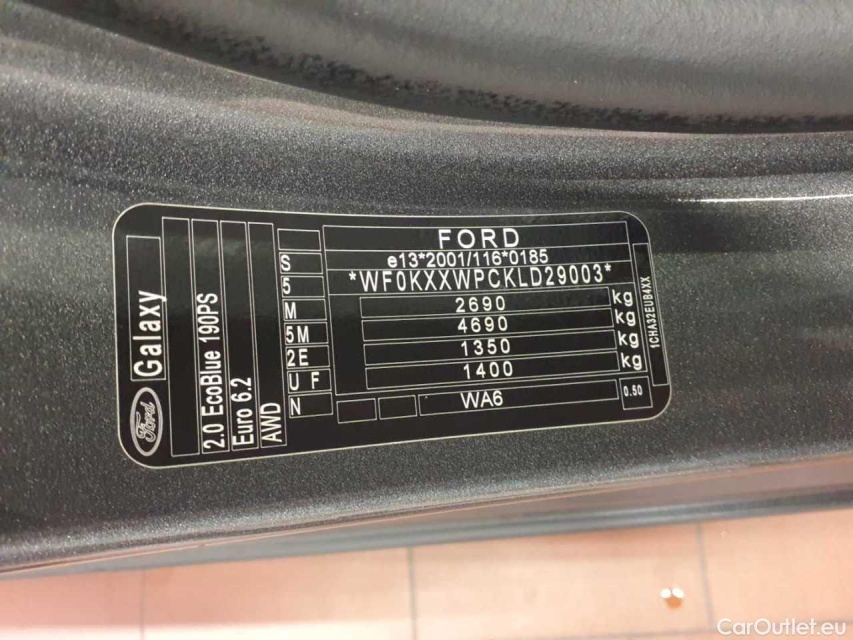 Ford
Galaxy
2.0 EcoBlue 190PS
Euro 6.2
AWD
S
5
M
5M
2E
U F
N
FORD
e13*2001/116*0185
*WF0KXXWPCKLD29003*
2690 kg
4690 kg
1350 kg
1400 kg
WA6
0.50
1CHA32EUB4XX
CarOutlet.eu